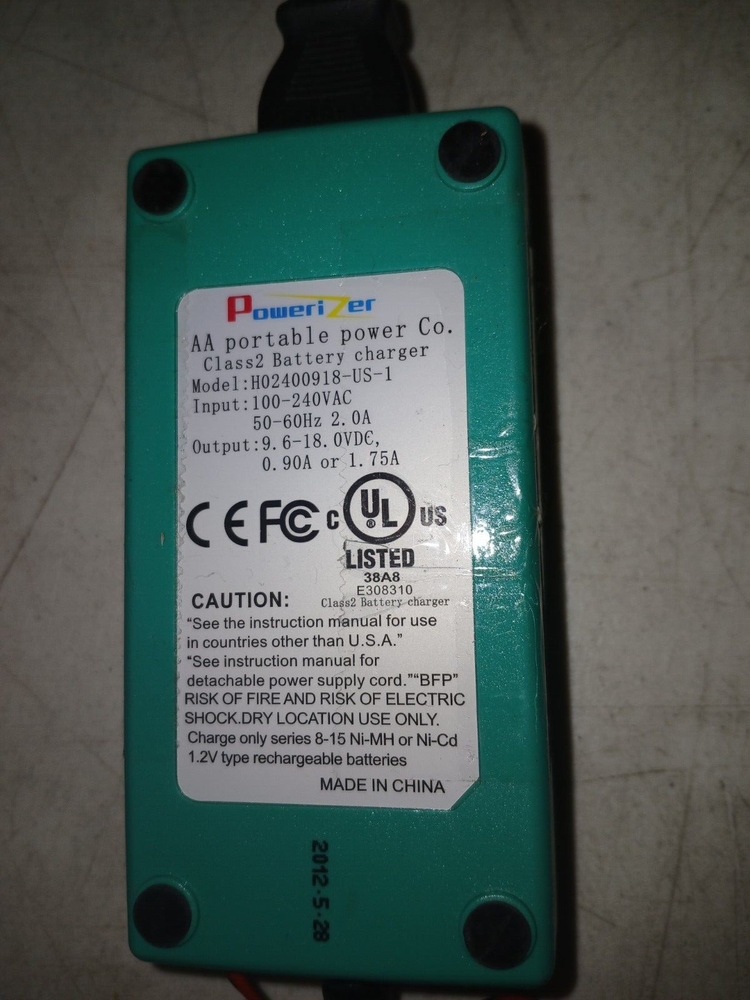 PoweriZer
AA portable power Co.
Class2 Battery charger
Model:H02400918-US-1
Input:100-240VAC
50-60Hz 2.0A
Output:9.6-18.0VDC,
0.90A or 1.75A
CE FC C UL ® US
LISTED
38A8
E308310
Class2 Battery charger
CAUTION:
"See the instruction manual for use
in countries other than U.S.A."
"See instruction manual for
detachable power supply cord.""BFP"
RISK OF FIRE AND RISK OF ELECTRIC
SHOCK.DRY LOCATION USE ONLY.
Charge only series 8-15 Ni-MH or Ni-Cd
1.2V type rechargeable batteries
MADE IN CHINA
2012.5.28